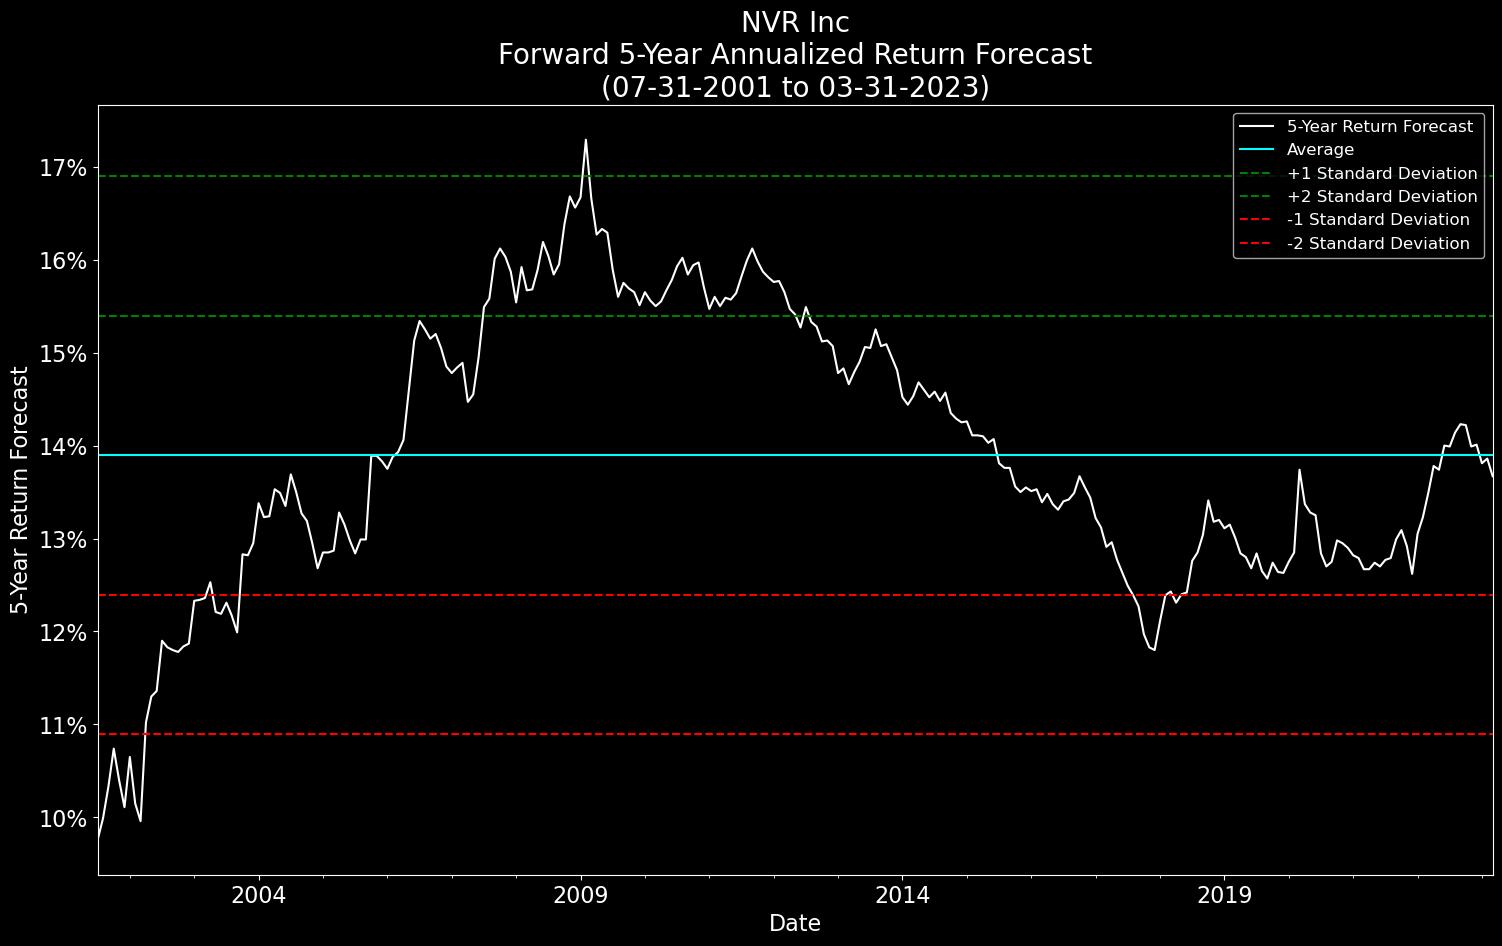 NVR Inc
Forward 5-Year Annualized Return Forecast
(07-31-2001 to 03-31-2023)
5-Year Return Forecast
Average
+1 Standard Deviation
+2 Standard Deviation
-1 Standard Deviation
-2 Standard Deviation
5-Year Return Forecast
17%
16%
15%
14%
13%
12%
11%
10%
2004
2009
2014
2019
Date